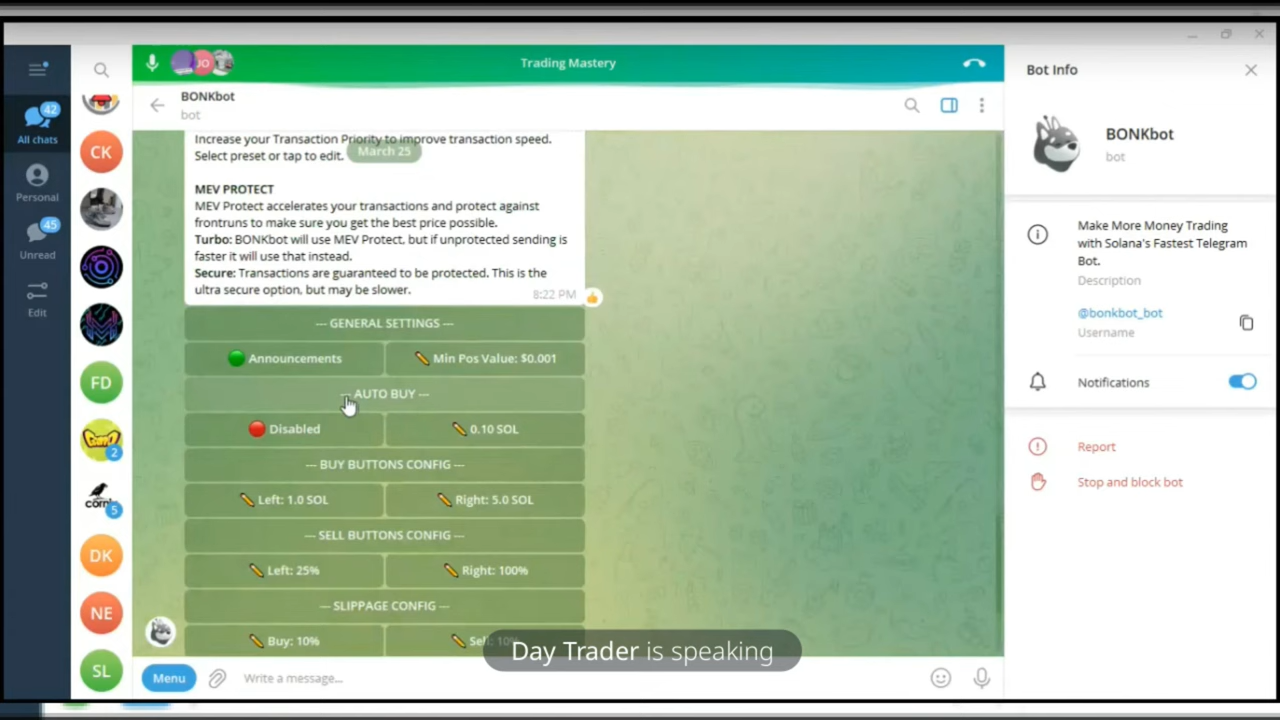 Trading Mastery
JO
42
All chats
Personal
45
Unread
Edit
CK
FD
2
5
DK
NE
SL
BONKbot
bot
Increase your Transaction Priority to improve transaction speed.
Select preset or tap to edit.
March 25
MEV PROTECT
MEV Protect accelerates your transactions and protect against
frontruns to make sure you get the best price possible.
Turbo: BONKbot will use MEV Protect, but if unprotected sending is
faster it will use that instead.
Secure: Transactions are guaranteed to be protected. This is the
ultra secure option, but may be slower.
8:22 PM
--- GENERAL SETTINGS ---
Announcements
Min Pos Value: $0.001
--- AUTO BUY ---
Disabled
0.10 SOL
--- BUY BUTTONS CONFIG ---
Left: 1.0 SOL
Right: 5.0 SOL
--- SELL BUTTONS CONFIG ---
Left: 25%
Right: 100%
--- SLIPPAGE CONFIG ---
Buy: 10%
Sell: 10%
Day Trader is speaking
Menu
Write a message...
Bot Info
BONKbot
bot
Make More Money Trading
with Solana's Fastest Telegram
Bot.
Description
@bonkbot_bot
Username
Notifications
Report
Stop and block bot